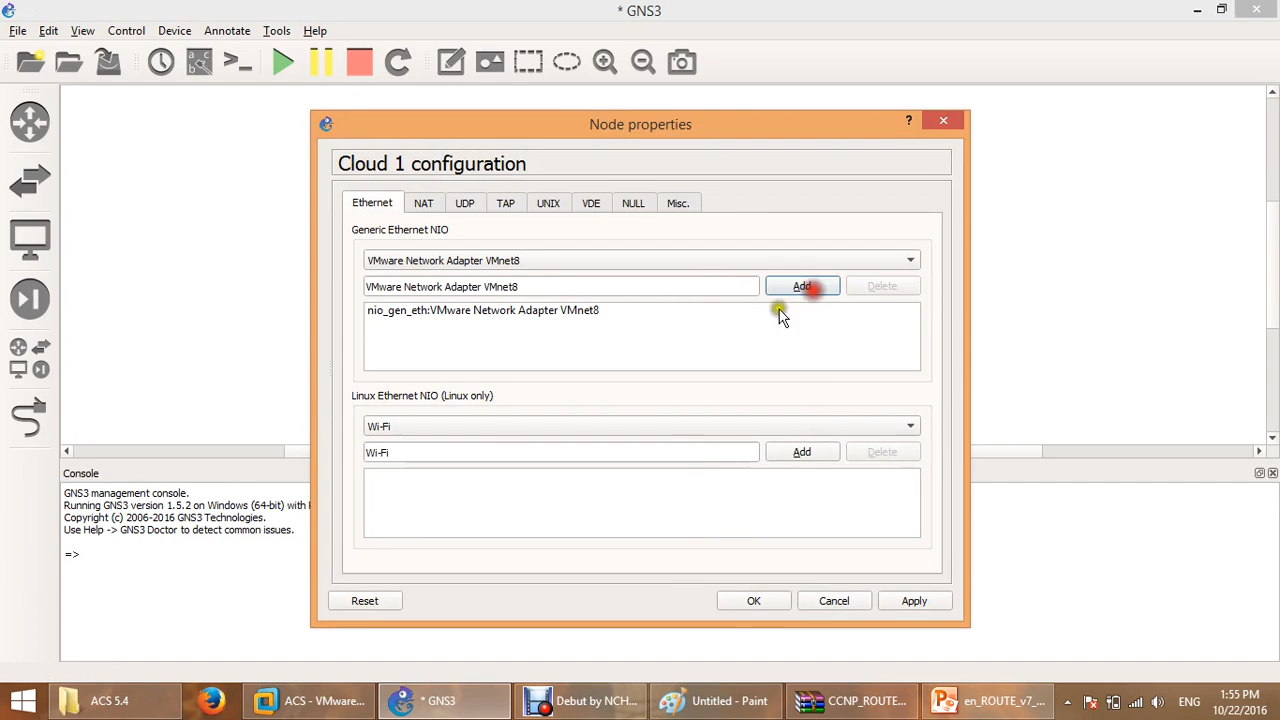 * GNS3
File Edit View Control Device Annotate Tools Help
Node properties
?
Cloud 1 configuration
Ethernet NAT UDP TAP UNIX VDE NULL Misc.
Generic Ethernet NIO
VMware Network Adapter VMnet8
VMware Network Adapter VMnet8 Add Delete
nio_gen_eth:VMware Network Adapter VMnet8
Linux Ethernet NIO (Linux only)
Wi-Fi
Wi-Fi Add Delete
Reset OK Cancel Apply
Console
GNS3 management console.
Running GNS3 version 1.5.2 on Windows (64-bit) with
Copyright (c) 2006-2016 GNS3 Technologies.
Use Help -> GNS3 Doctor to detect common issues.
=>
ACS 5.4 ACS - VMware... * GNS3 Debut by NCH... Untitled - Paint CCNP_ROUTE... en_ROUTE_v7_... ENG 1:55 PM
10/22/2016